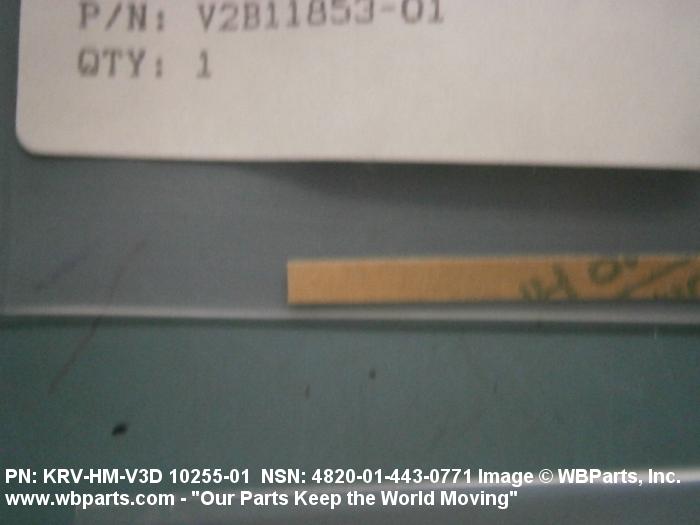 P/N: V2B11853-01
QTY: 1
PN: KRV-HM-V3D 10255-01 NSN: 4820-01-443-0771 Image © WBParts, Inc.
www.wbparts.com - "Our Parts Keep the World Moving"